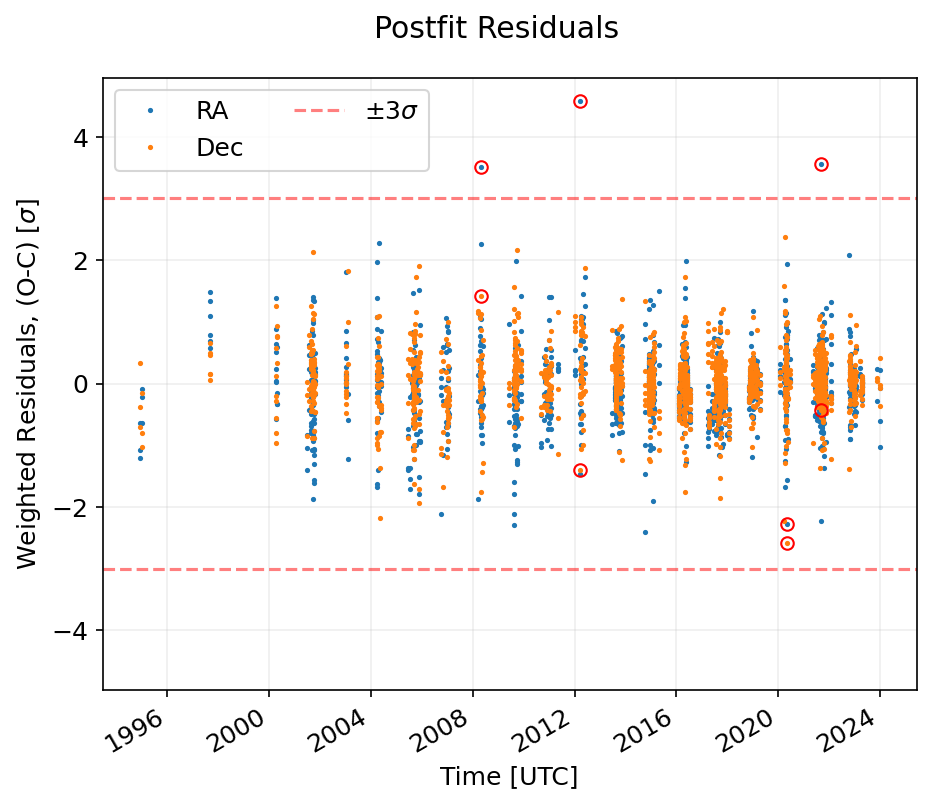 Postfit Residuals
RA
Dec
±3σ
Weighted Residuals, (O-C) [σ]
4
2
0
−2
−4
1996
2000
2004
2008
2012
2016
2020
2024
Time [UTC]